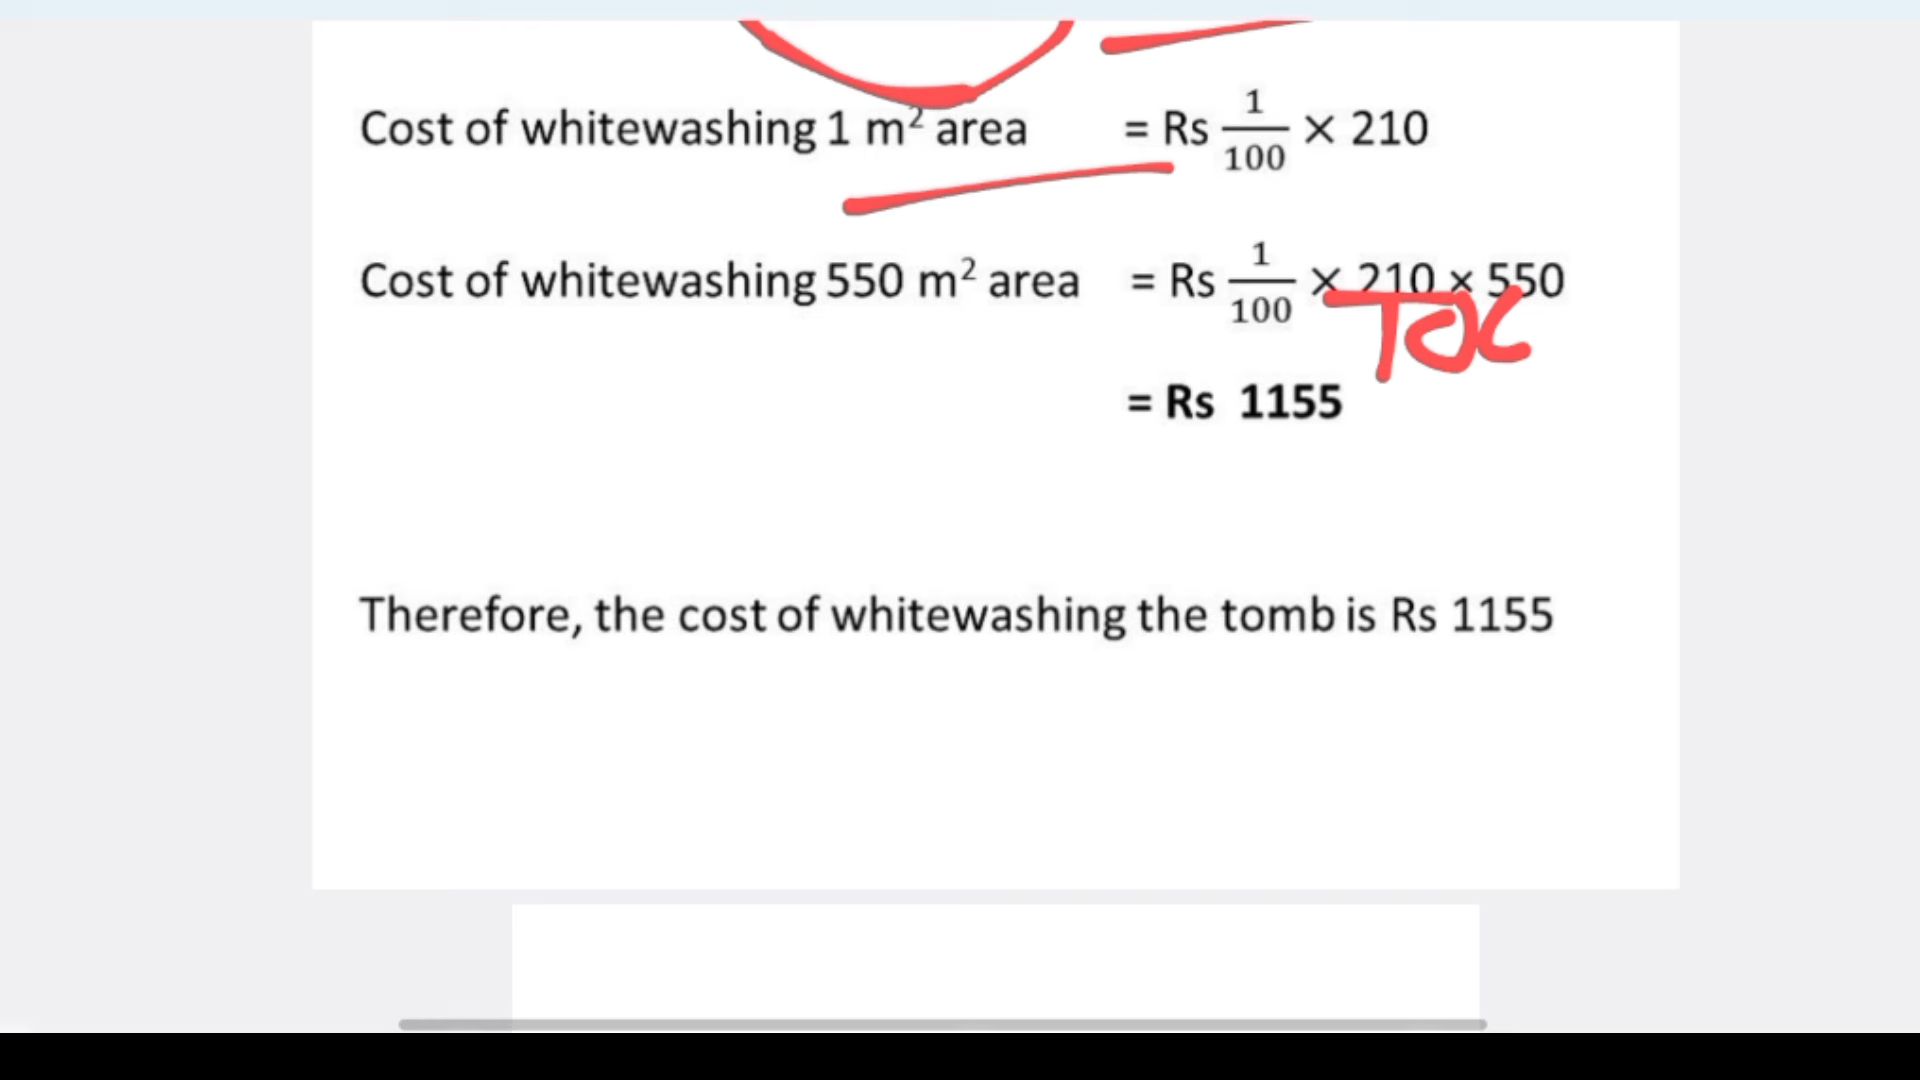 Cost of whitewashing 1 m² area = Rs 1/100 × 210
Cost of whitewashing 550 m² area = Rs 1/100 × 210 × 550
= Rs 1155
Therefore, the cost of whitewashing the tomb is Rs 1155